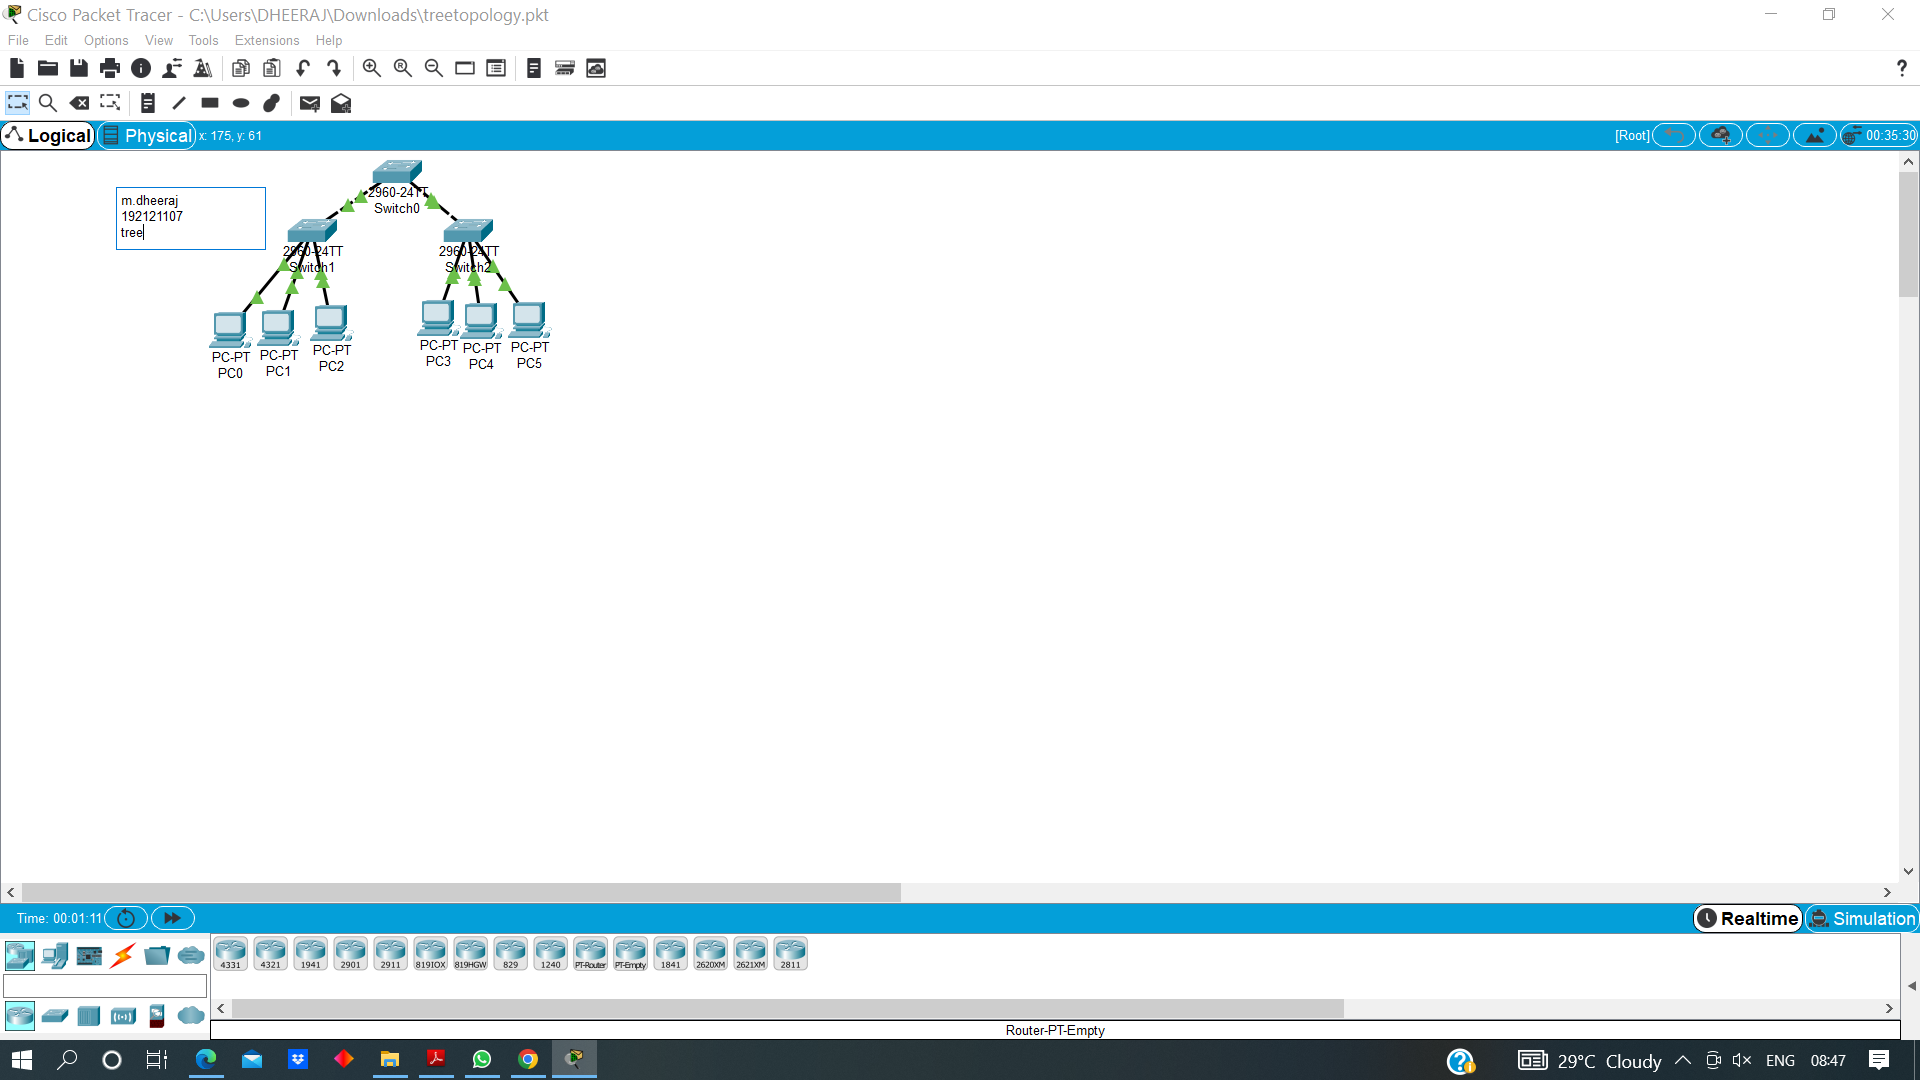 Cisco Packet Tracer - C:\Users\DHEERAJ\Downloads\treetopology.pkt
File Edit Options View Tools Extensions Help
?
Logical Physical x: 175, y: 61 [Root] 00:35:30
m.dheeraj
192121107
tree
2960-24TT
Switch0
2960-24TT
Switch1
2960-24TT
Switch2
PC-PT
PC0
PC-PT
PC1
PC-PT
PC2
PC-PT
PC3
PC-PT
PC4
PC-PT
PC5
Time: 00:01:11 Realtime Simulation
4331 4321 1941 2901 2911 819IOX 819HGW 829 1240 PT-Router PT-Empty 1841 2620XM 2621XM 2811
Router-PT-Empty
29°C Cloudy ENG 08:47